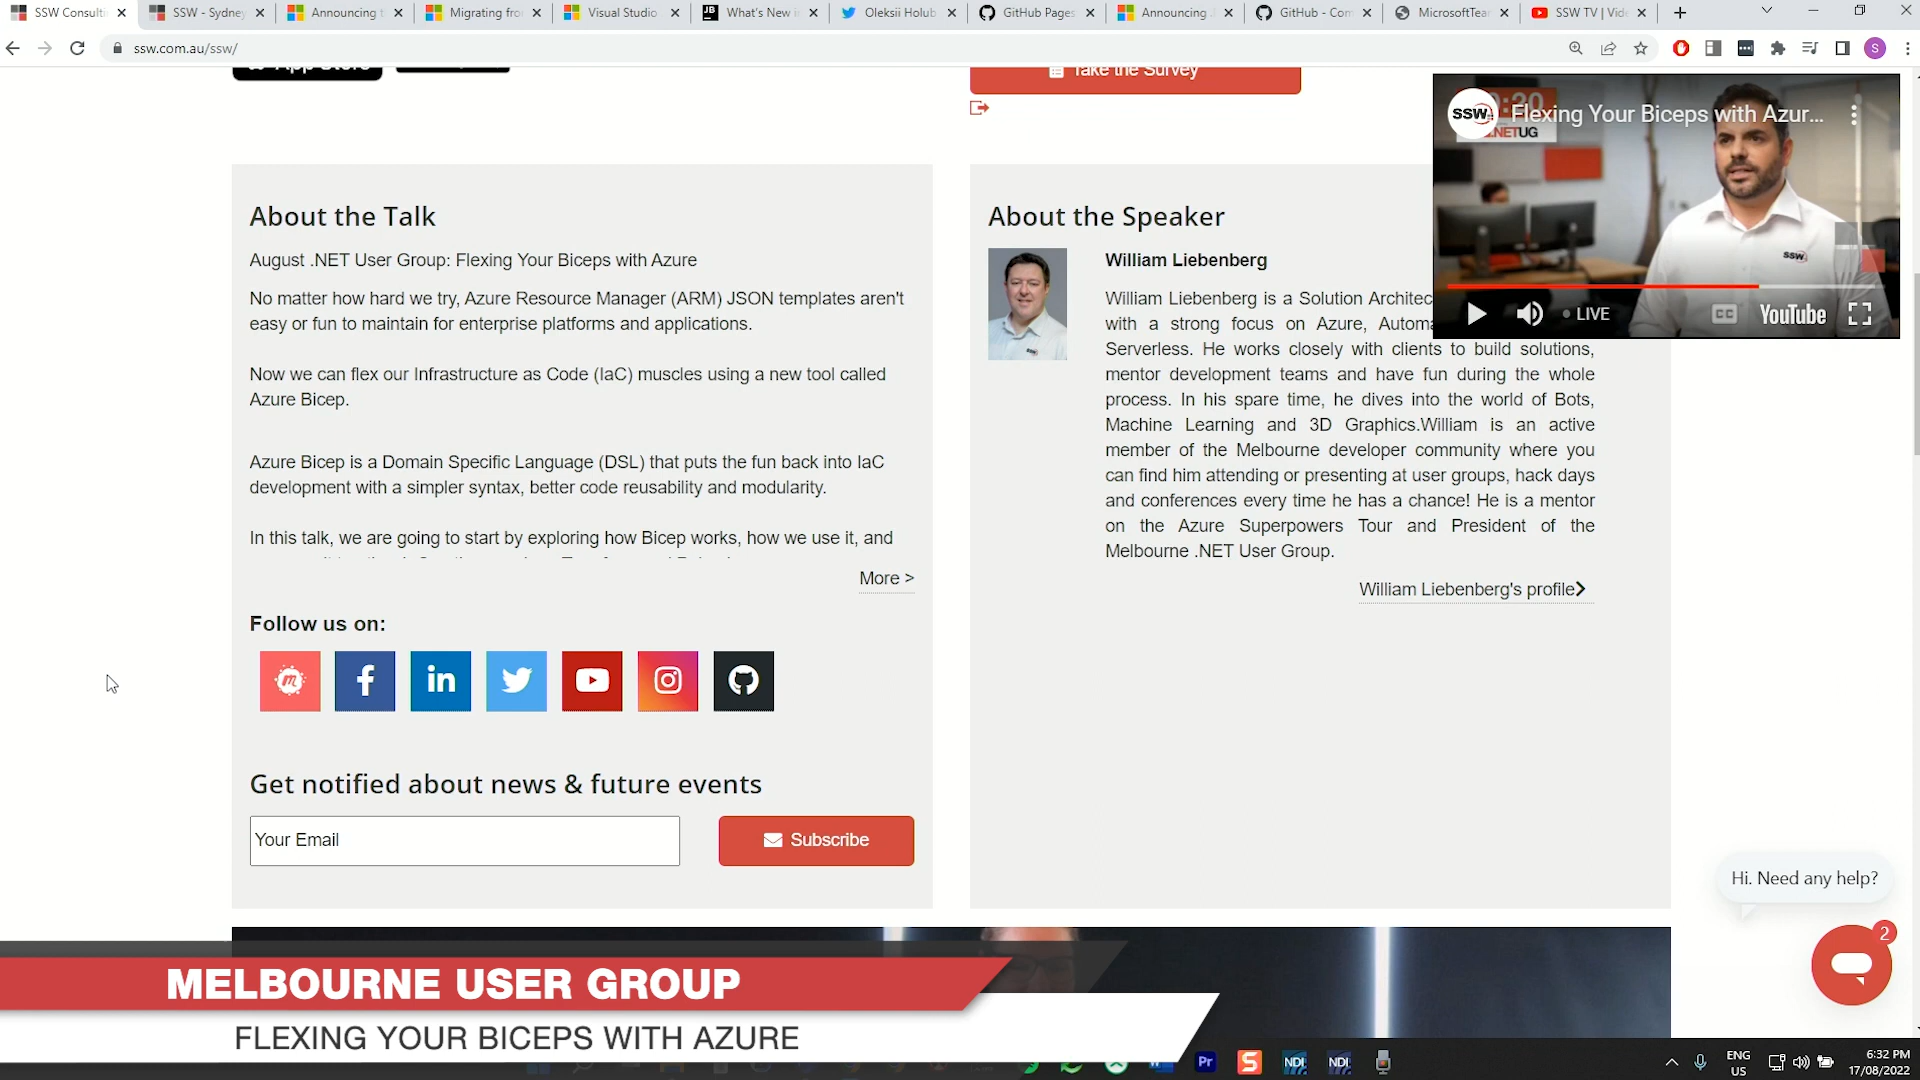 SSW Consulti
SSW - Sydney
Announcing t
Migrating fro
Visual Studio
What's New i
Oleksii Holub
GitHub Pages
Announcing
GitHub - Com
MicrosoftTea
SSW TV | Vid
ssw.com.au/ssw/
S
App Store
Take the Survey
SSW
Flexing Your Biceps with Azur...
:20
.NETUG
SSW
LIVE
CC
YouTube
About the Talk
August .NET User Group: Flexing Your Biceps with Azure
No matter how hard we try, Azure Resource Manager (ARM) JSON templates aren't
easy or fun to maintain for enterprise platforms and applications.
Now we can flex our Infrastructure as Code (IaC) muscles using a new tool called
Azure Bicep.
Azure Bicep is a Domain Specific Language (DSL) that puts the fun back into IaC
development with a simpler syntax, better code reusability and modularity.
In this talk, we are going to start by exploring how Bicep works, how we use it, and
More >
Follow us on:
Get notified about news & future events
Your Email
Subscribe
About the Speaker
William Liebenberg
William Liebenberg is a Solution Architec
with a strong focus on Azure, Automa
Serverless. He works closely with clients to build solutions,
mentor development teams and have fun during the whole
process. In his spare time, he dives into the world of Bots,
Machine Learning and 3D Graphics.William is an active
member of the Melbourne developer community where you
can find him attending or presenting at user groups, hack days
and conferences every time he has a chance! He is a mentor
on the Azure Superpowers Tour and President of the
Melbourne .NET User Group.
William Liebenberg's profile
Hi. Need any help?
2
MELBOURNE USER GROUP
FLEXING YOUR BICEPS WITH AZURE
Pr
S
NDI
NDI
ENG
US
6:32 PM
17/08/2022